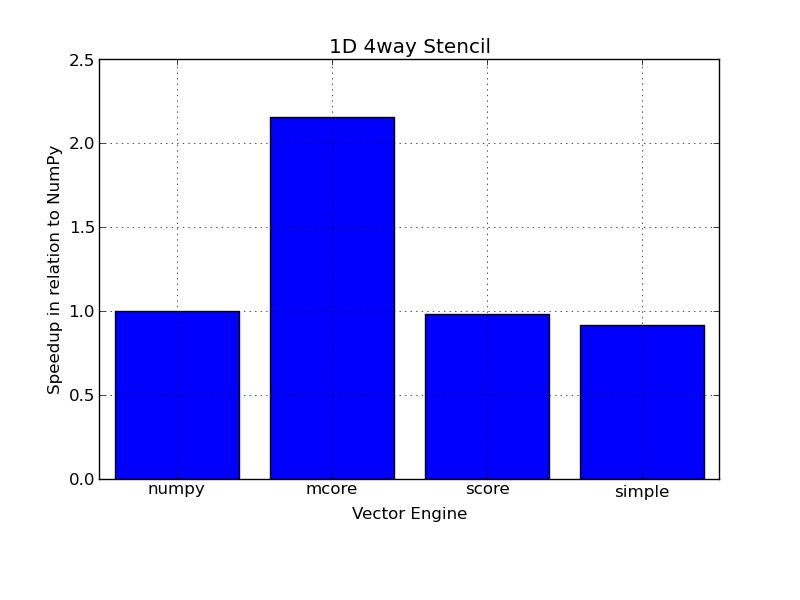 1D 4way Stencil
2.5
2.0
1.5
1.0
0.5
0.0
Speedup in relation to NumPy
numpy mcore score simple
Vector Engine